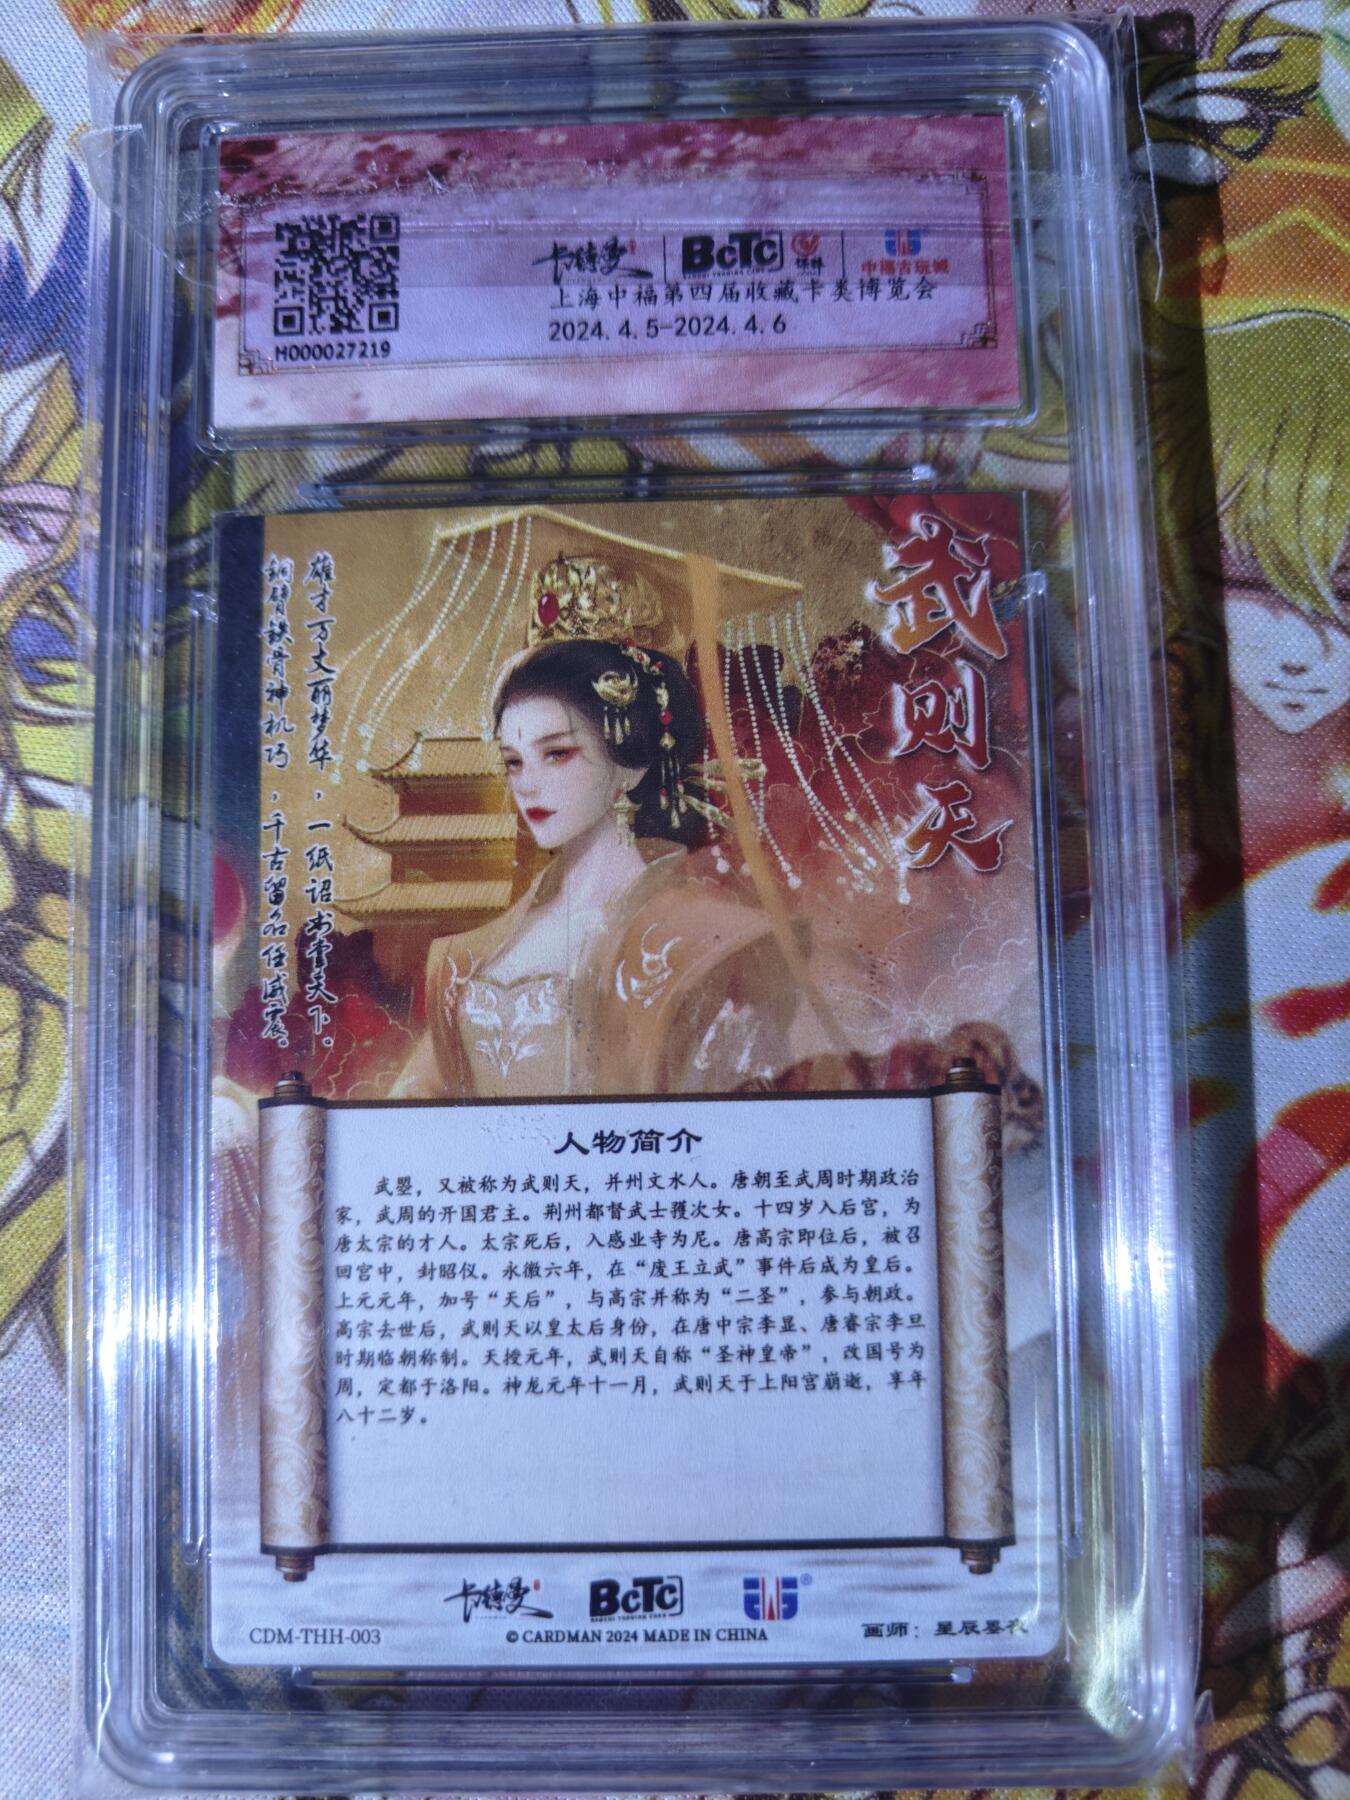 卡特曼
BCTC
中福古玩城
上海中福第四届收藏卡类博览会
2024.4.5-2024.4.6
H000027219
武则天
雄才万丈丽梦华，一纸诏书掌天下。
铜臂铁骨神机巧，千古留名任威震。
人物简介
武曌，又被称为武则天，并州文水人。唐朝至武周时期政治
家，武周的开国君主。荆州都督武士彟次女。十四岁入后宫，为
唐太宗的才人。太宗死后，入感业寺为尼。唐高宗即位后，被召
回宫中，封昭仪。永徽六年，在“废王立武”事件后成为皇后。
上元元年，加号“天后”，与高宗并称为“二圣”，参与朝政。
高宗去世后，武则天以皇太后身份，在唐中宗李显、唐睿宗李旦
时期临朝称制。天授元年，武则天自称“圣神皇帝”，改国号为
周，定都于洛阳。神龙元年十一月，武则天于上阳宫崩逝，享年
八十二岁。
卡特曼
BCTC
CDM-THH-003
© CARDMAN 2024 MADE IN CHINA
画师：星辰墨夜